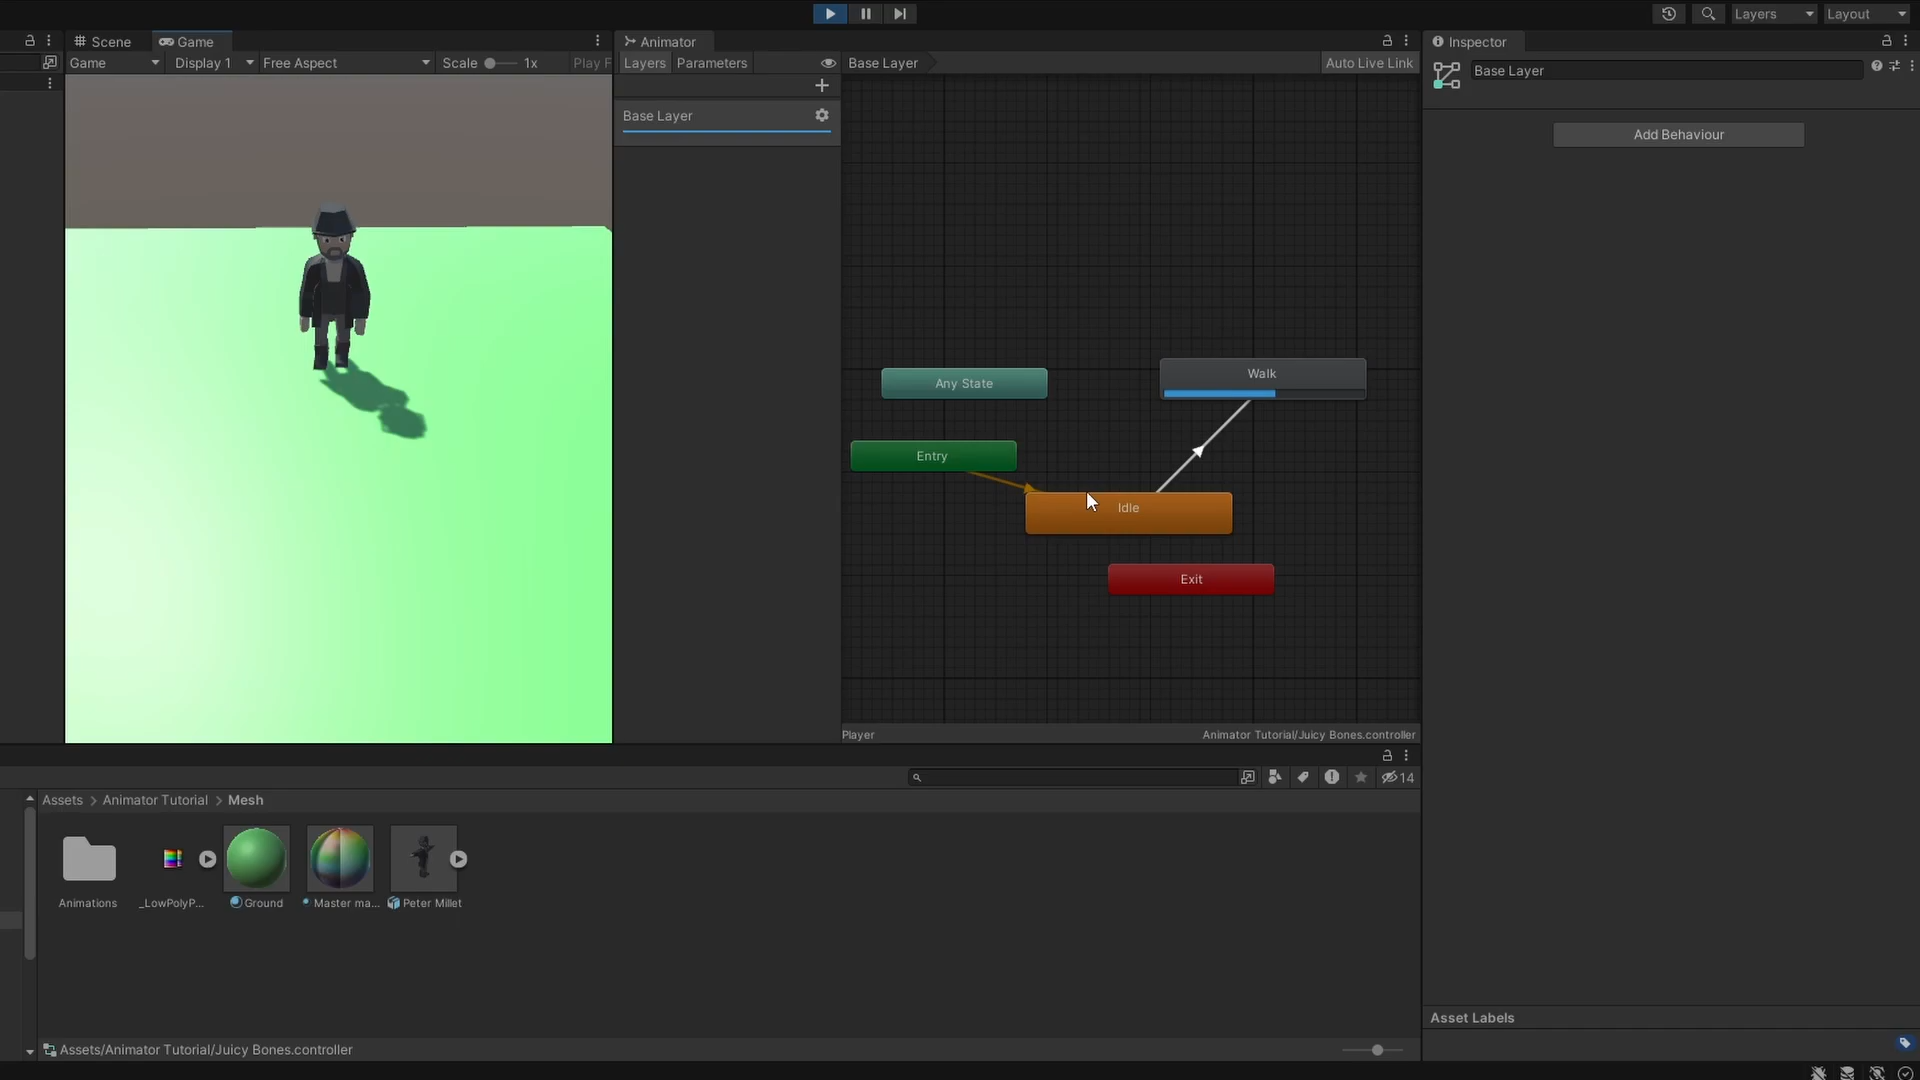 Layers
Layout
Scene
Game
Animator
Inspector
Game
Display 1
Free Aspect
Scale
1x
Play F
Layers
Parameters
Base Layer
Auto Live Link
Base Layer
Base Layer
Add Behaviour
Walk
Any State
Entry
Idle
Exit
Player
Animator Tutorial/Juicy Bones.controller
14
Assets > Animator Tutorial > Mesh
Animations
_LowPolyP...
Ground
Master ma...
Peter Millet
Asset Labels
Assets/Animator Tutorial/Juicy Bones.controller